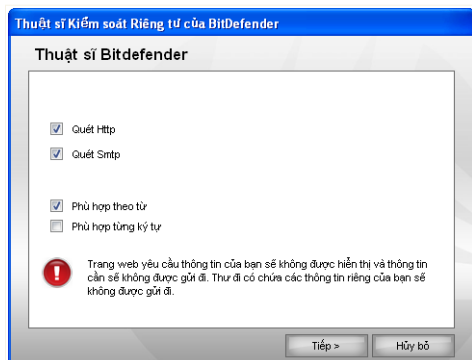 Thuật sĩ Kiểm soát Riêng tư của BitDefender
Thuật sĩ Bitdefender
Quét Http
Quét Smtp
Phù hợp theo từ
Phù hợp từng ký tự
Trang web yêu cầu thông tin của bạn sẽ không được hiển thị và thông tin
cần sẽ không được gửi đi. Thư đi có chứa các thông tin riêng của bạn sẽ
không được gửi đi.
Tiếp >
Hủy bỏ